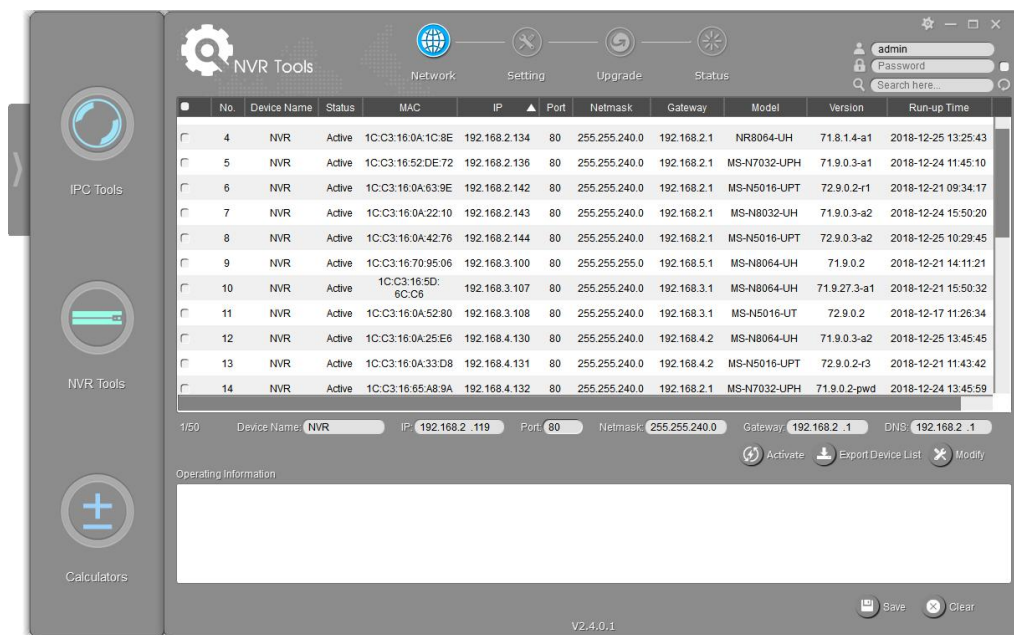 NVR Tools
Network
Setting
Upgrade
Status
admin
Password
Search here...
IPC Tools
NVR Tools
Calculators
No. Device Name Status MAC IP Port Netmask Gateway Model Version Run-up Time
4 NVR Active 1C:C3:16:0A:1C:8E 192.168.2.134 80 255.255.240.0 192.168.2.1 NR8064-UH 71.8.1.4-a1 2018-12-25 13:25:43
5 NVR Active 1C:C3:16:52:DE:72 192.168.2.136 80 255.255.240.0 192.168.2.1 MS-N7032-UPH 71.9.0.3-a1 2018-12-24 11:45:10
6 NVR Active 1C:C3:16:0A:63:9E 192.168.2.142 80 255.255.240.0 192.168.2.1 MS-N5016-UPT 72.9.0.2-r1 2018-12-21 09:34:17
7 NVR Active 1C:C3:16:0A:22:10 192.168.2.143 80 255.255.240.0 192.168.2.1 MS-N8032-UH 71.9.0.3-a2 2018-12-24 15:50:20
8 NVR Active 1C:C3:16:0A:42:76 192.168.2.144 80 255.255.240.0 192.168.2.1 MS-N5016-UPT 72.9.0.3-a2 2018-12-25 10:29:45
9 NVR Active 1C:C3:16:70:95:06 192.168.3.100 80 255.255.255.0 192.168.5.1 MS-N8064-UH 71.9.0.2 2018-12-21 14:11:21
10 NVR Active 1C:C3:16:5D:6C:C6 192.168.3.107 80 255.255.240.0 192.168.3.1 MS-N8064-UH 71.9.27.3-a1 2018-12-21 15:50:32
11 NVR Active 1C:C3:16:0A:52:80 192.168.3.108 80 255.255.240.0 192.168.3.1 MS-N5016-UT 72.9.0.2 2018-12-17 11:26:34
12 NVR Active 1C:C3:16:0A:25:E6 192.168.4.130 80 255.255.240.0 192.168.4.2 MS-N8064-UH 71.9.0.3-a2 2018-12-25 13:45:45
13 NVR Active 1C:C3:16:0A:33:D8 192.168.4.131 80 255.255.240.0 192.168.4.2 MS-N5016-UPT 72.9.0.2-r3 2018-12-21 11:43:42
14 NVR Active 1C:C3:16:65:A8:9A 192.168.4.132 80 255.255.240.0 192.168.2.1 MS-N7032-UPH 71.9.0.2-pwd 2018-12-24 13:45:59
1/50 Device Name: NVR IP: 192.168.2 .119 Port: 80 Netmask: 255.255.240.0 Gateway: 192.168.2 .1 DNS: 192.168.2 .1
Activate Export Device List Modify
Operating Information
Save Clear
V2.4.0.1